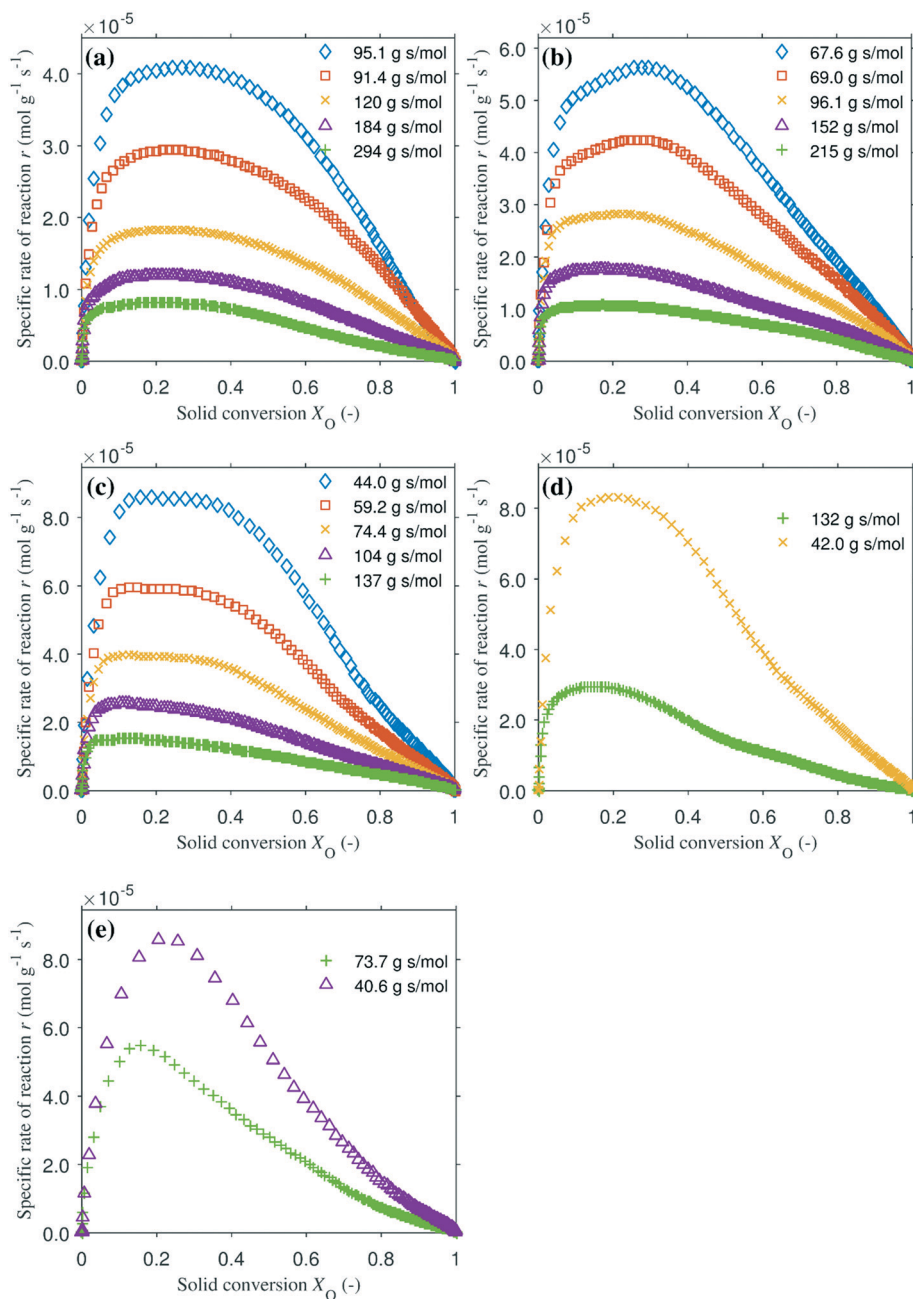 ×10⁻⁵
(a)
95.1 g s/mol
91.4 g s/mol
120 g s/mol
184 g s/mol
294 g s/mol
4.0
3.0
2.0
1.0
0.0
0 0.2 0.4 0.6 0.8 1
Specific rate of reaction r (mol g⁻¹ s⁻¹)
Solid conversion X_O (-)
×10⁻⁵
(b)
67.6 g s/mol
69.0 g s/mol
96.1 g s/mol
152 g s/mol
215 g s/mol
6.0
5.0
4.0
3.0
2.0
1.0
0.0
0 0.2 0.4 0.6 0.8 1
Specific rate of reaction r (mol g⁻¹ s⁻¹)
Solid conversion X_O (-)
×10⁻⁵
(c)
44.0 g s/mol
59.2 g s/mol
74.4 g s/mol
104 g s/mol
137 g s/mol
8.0
6.0
4.0
2.0
0.0
0 0.2 0.4 0.6 0.8 1
Specific rate of reaction r (mol g⁻¹ s⁻¹)
Solid conversion X_O (-)
×10⁻⁵
(d)
132 g s/mol
42.0 g s/mol
8.0
6.0
4.0
2.0
0.0
0 0.2 0.4 0.6 0.8 1
Specific rate of reaction r (mol g⁻¹ s⁻¹)
Solid conversion X_O (-)
×10⁻⁵
(e)
73.7 g s/mol
40.6 g s/mol
8.0
6.0
4.0
2.0
0.0
0 0.2 0.4 0.6 0.8 1
Specific rate of reaction r (mol g⁻¹ s⁻¹)
Solid conversion X_O (-)